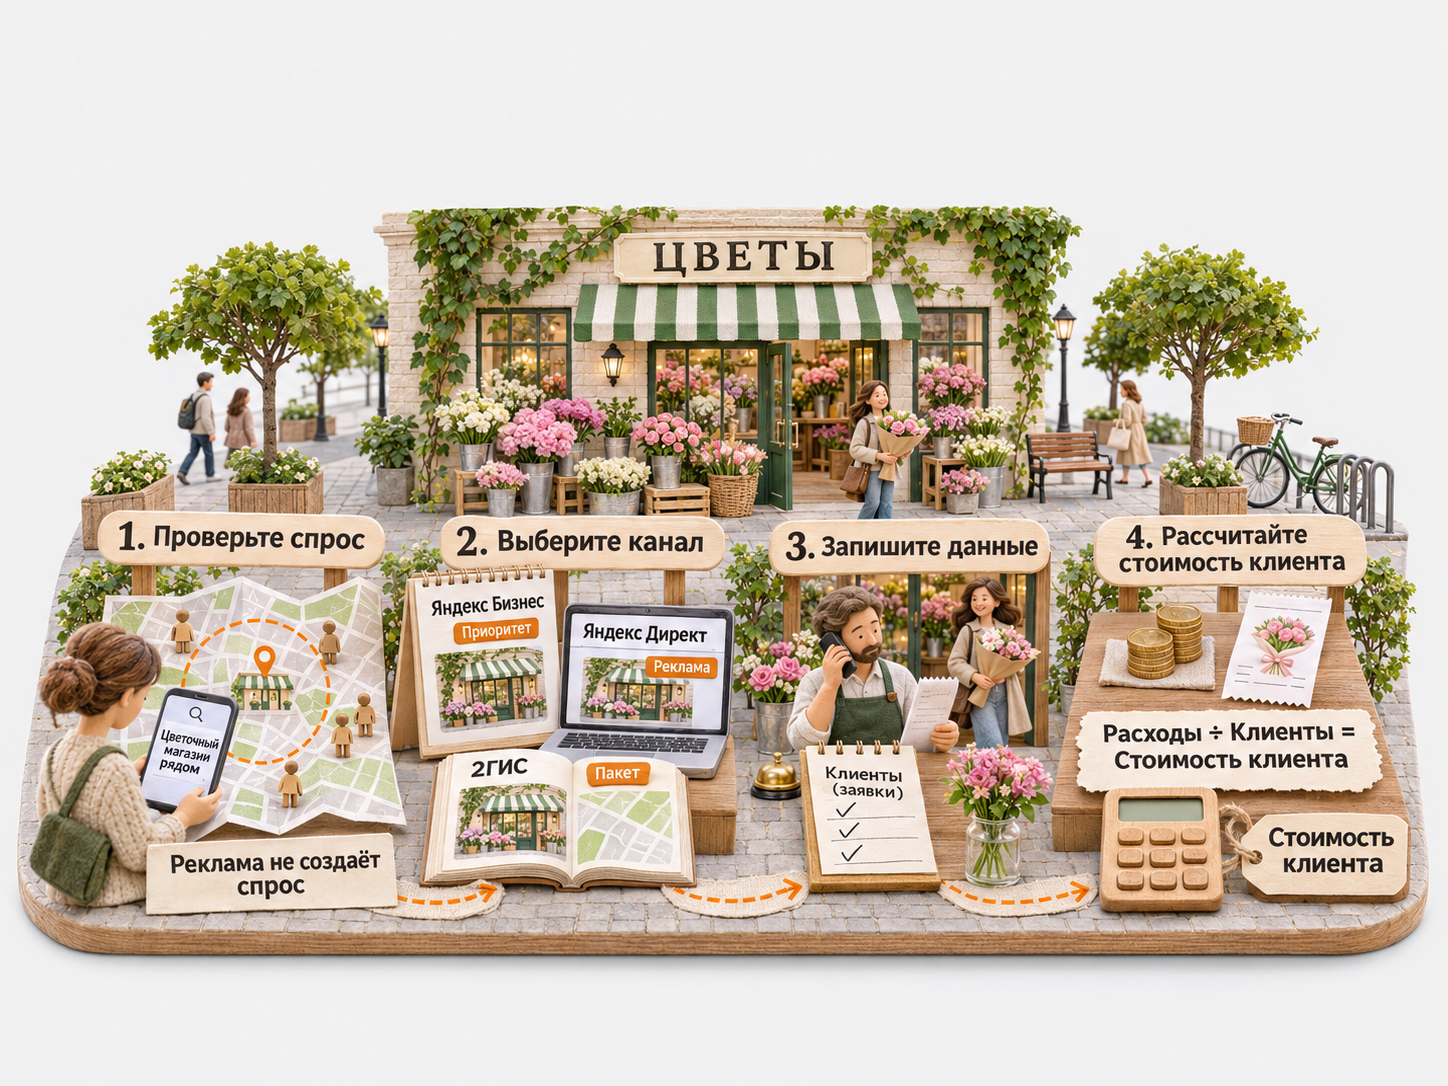 ЦВЕТЫ
1. Проверьте спрос
2. Выберите канал
3. Запишите данные
4. Рассчитайте
стоимость клиента
Цветочный
магазин
рядом
Реклама не создаёт
спрос
Яндекс Бизнес
Приоритет
Яндекс Директ
Реклама
2ГИС
Пакет
Клиенты
(заявки)
Расходы ÷ Клиенты =
Стоимость клиента
Стоимость
клиента